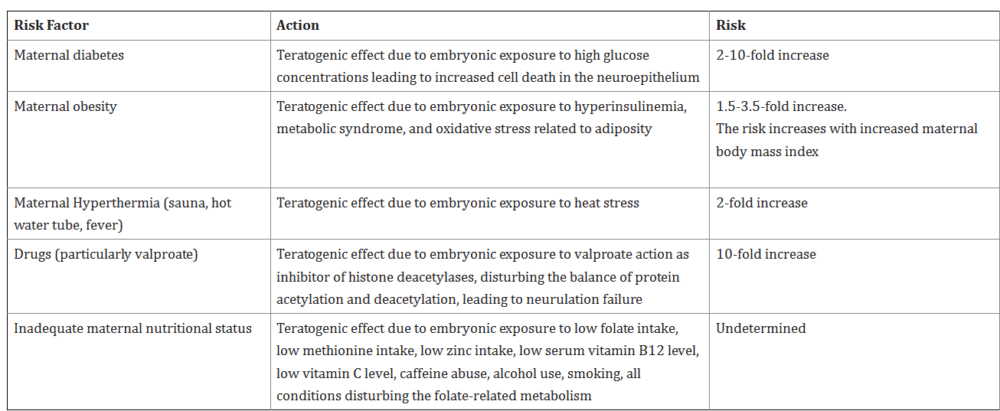 Risk Factor Action Risk
Maternal diabetes Teratogenic effect due to embryonic exposure to high glucose 2-10-fold increase
concentrations leading to increased cell death in the neuroepithelium
Maternal obesity Teratogenic effect due to embryonic exposure to hyperinsulinemia, 1.5-3.5-fold increase.
metabolic syndrome, and oxidative stress related to adiposity The risk increases with increased maternal
body mass index
Maternal Hyperthermia (sauna, hot Teratogenic effect due to embryonic exposure to heat stress 2-fold increase
water tube, fever)
Drugs (particularly valproate) Teratogenic effect due to embryonic exposure to valproate action as 10-fold increase
inhibitor of histone deacetylases, disturbing the balance of protein
acetylation and deacetylation, leading to neurulation failure
Inadequate maternal nutritional status Teratogenic effect due to embryonic exposure to low folate intake, Undetermined
low methionine intake, low zinc intake, low serum vitamin B12 level,
low vitamin C level, caffeine abuse, alcohol use, smoking, all
conditions disturbing the folate-related metabolism